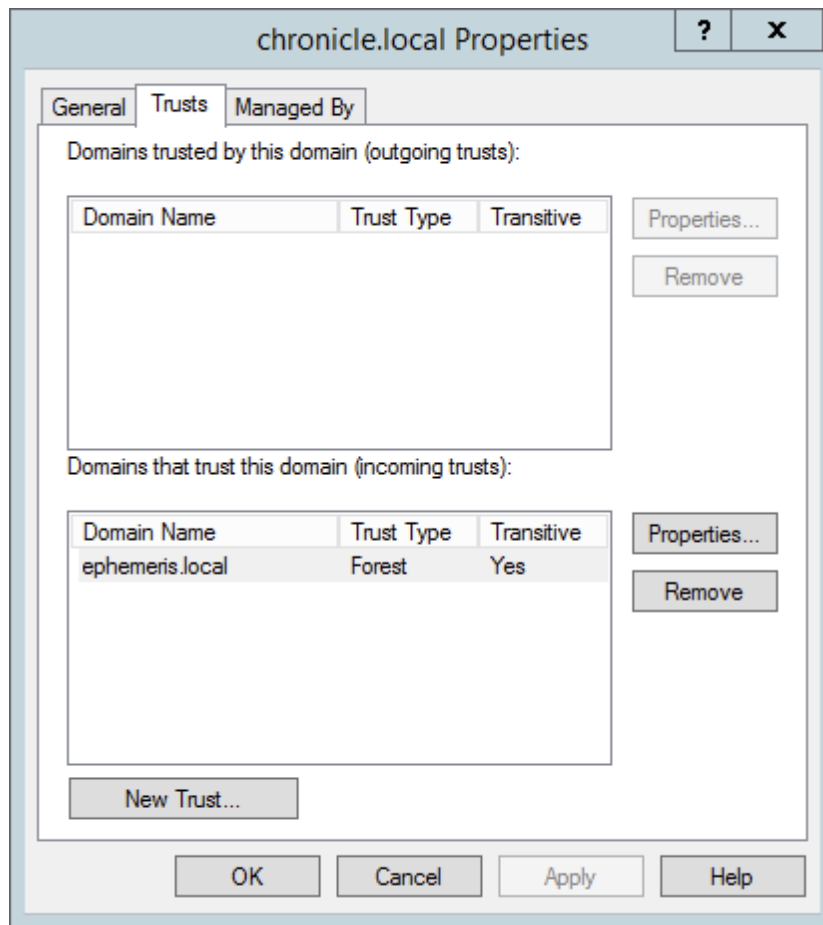 chronicle.local Properties ? x
General Trusts Managed By
Domains trusted by this domain (outgoing trusts):
Domain Name Trust Type Transitive
Properties...
Remove
Domains that trust this domain (incoming trusts):
Domain Name Trust Type Transitive
ephemeris.local Forest Yes
Properties...
Remove
New Trust...
OK Cancel Apply Help